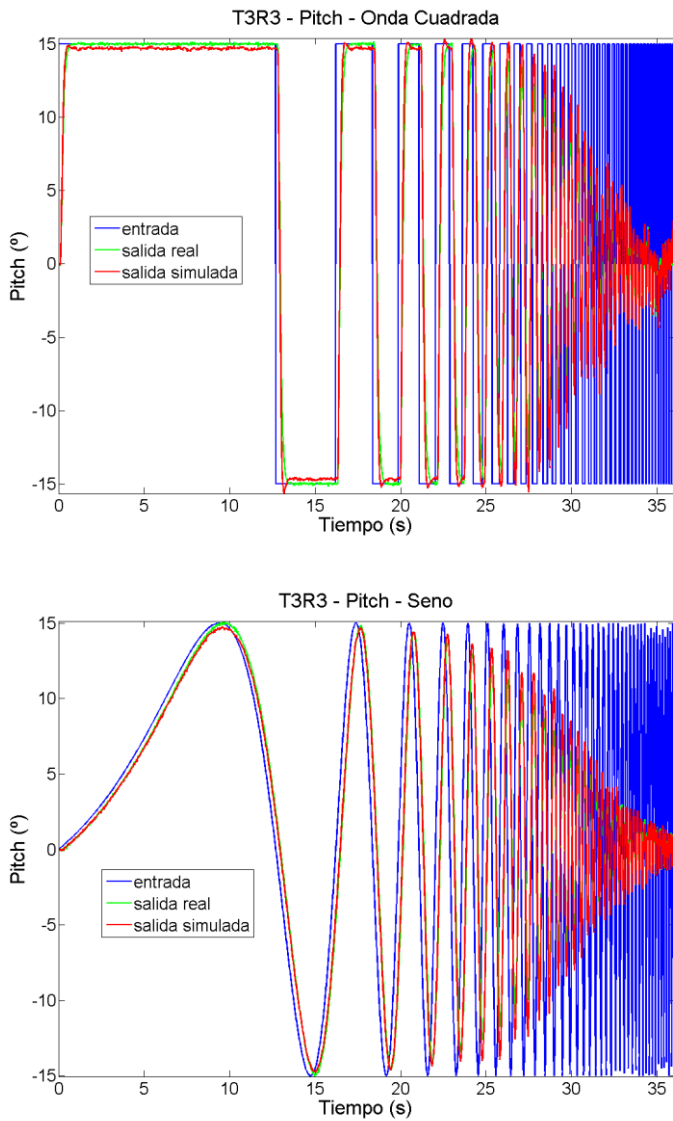 T3R3 - Pitch - Onda Cuadrada
15
10
5
0
-5
-10
-15
Pitch (º)
entrada
salida real
salida simulada
0 5 10 15 20 25 30 35
Tiempo (s)
T3R3 - Pitch - Seno
15
10
5
0
-5
-10
-15
Pitch (º)
entrada
salida real
salida simulada
0 5 10 15 20 25 30 35
Tiempo (s)